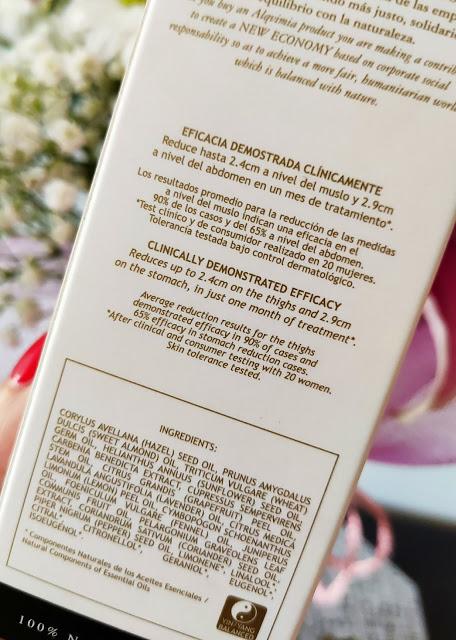 más justo, solidari
equilibrio con la naturaleza.
you buy an Alqvimia product you are making a contri
to create a NEW ECONOMY based on corporate social
responsability so as to achieve a more fair, humanitarian worl
which is balanced with nature.
EFICACIA DEMOSTRADA CLÍNICAMENTE
Reduce hasta 2.4cm a nivel del muslo y 2.9cm
a nivel del abdomen en un mes de tratamiento*.
Los resultados promedio para la reducción de las medidas
a nivel del muslo indican una eficacia en el
90% de los casos y del 65% a nivel del abdomen.
*Test clínico y de consumidor realizado en 20 mujeres.
Tolerancia testada bajo control dermatológico.
CLINICALLY DEMONSTRATED EFFICACY
Reduces up to 2.4cm on the thighs and 2.9cm
on the stomach, in just one month of treatment*.
Average reduction results for the thighs
demonstrated efficacy in 90% of cases and
65% efficacy in stomach reduction cases.
*After clinical and consumer testing with 20 women.
Skin tolerance tested.
INGREDIENTS:
CORYLUS AVELLANA (HAZEL) SEED OIL, PRUNUS AMYGDALUS
DULCIS (SWEET ALMOND) OIL, TRITICUM VULGARE (WHEAT)
GERM OIL, HELIANTHUS ANNUUS (SUNFLOWER) SEED OIL,
CARBENIA BENEDICTA EXTRACT, CUPRESSUS SEMPERVIRENS
STEM OIL, CITRUS GRANDIS (GRAPEFRUIT) PEEL OIL,
LAVANDULA ANGUSTIFOLIA (LAVENDER) OIL, CITRUS MEDICA
LIMONUM (LEMON) PEEL OIL, CYMBOPOGON SCHOENANTHUS
OIL, FOENICULUM VULGARE (FENNEL) OIL, JUNIPERUS
COMMUNIS FRUIT OIL, PELARGONIUM GRAVEOLENS LEAF
EXTRACT, CORIANDRUM SATIVUM (CORIANDER) SEED OIL,
CITRAL*, LIMONENE*, LINALOOL*,
ISOEUGENOL*, CITRONELLOL*, GERANIOL*, EUGENOL*.
* Componentes Naturales de los Aceites Esenciales /
Natural Components of Essential Oils
BALANCED
100% N